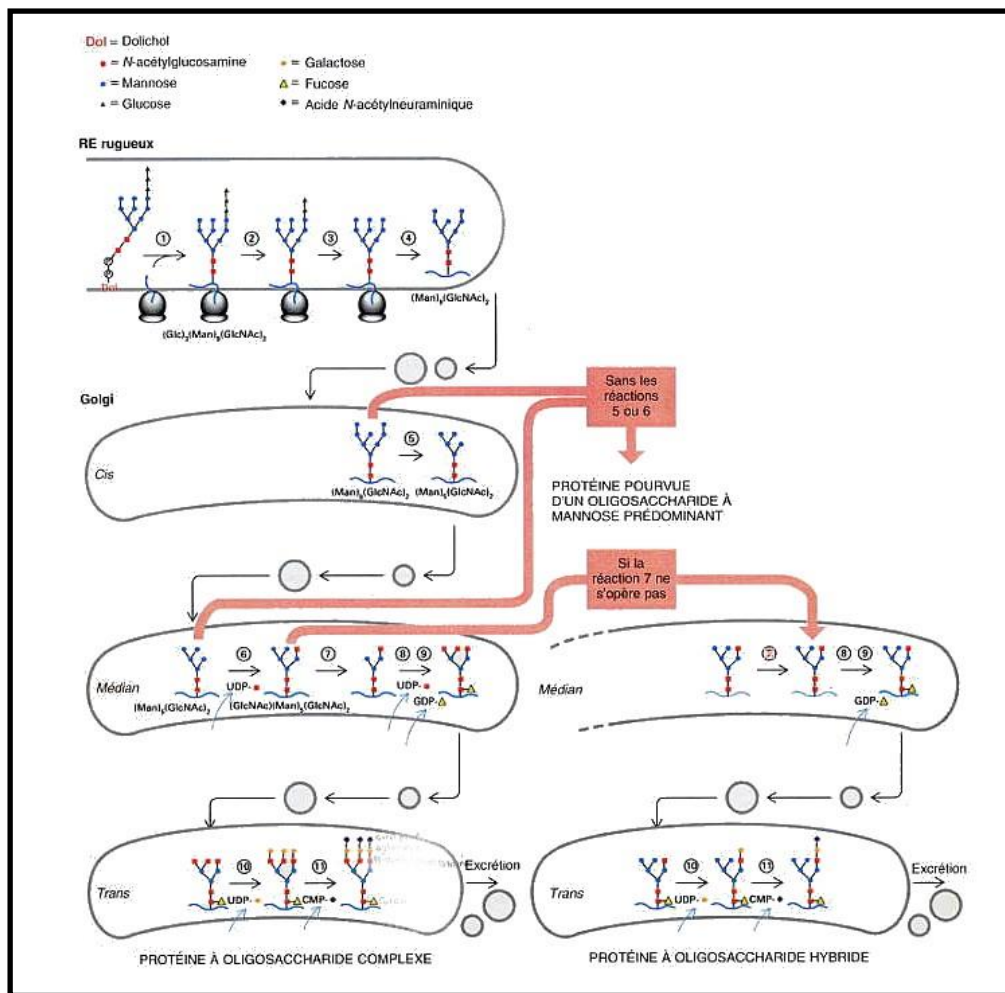 Dol = Dolichol
= N-acétylglucosamine
= Mannose
= Glucose
= Galactose
= Fucose
= Acide N-acétylneuraminique
RE rugueux
P
P
Dol
1
2
3
4
(Glc)3(Man)9(GlcNAc)2
(Man)9(GlcNAc)2
Golgi
Cis
5
(Man)9(GlcNAc)2
(Man)5(GlcNAc)2
Sans les
réactions
5 ou 6
PROTÉINE POURVUE
D'UN OLIGOSACCHARIDE À
MANNOSE PRÉDOMINANT
Si la
réaction 7 ne
s'opère pas
Médian
6
7
8 9
UDP-
UDP-
GDP-
(Man)5(GlcNAc)2
(GlcNAc)(Man)5(GlcNAc)2
Médian
7
8 9
GDP-
Trans
10
11
UDP-
CMP-
Excrétion
PROTÉINE À OLIGOSACCHARIDE COMPLEXE
Trans
10
11
UDP-
CMP-
Excrétion
PROTÉINE À OLIGOSACCHARIDE HYBRIDE